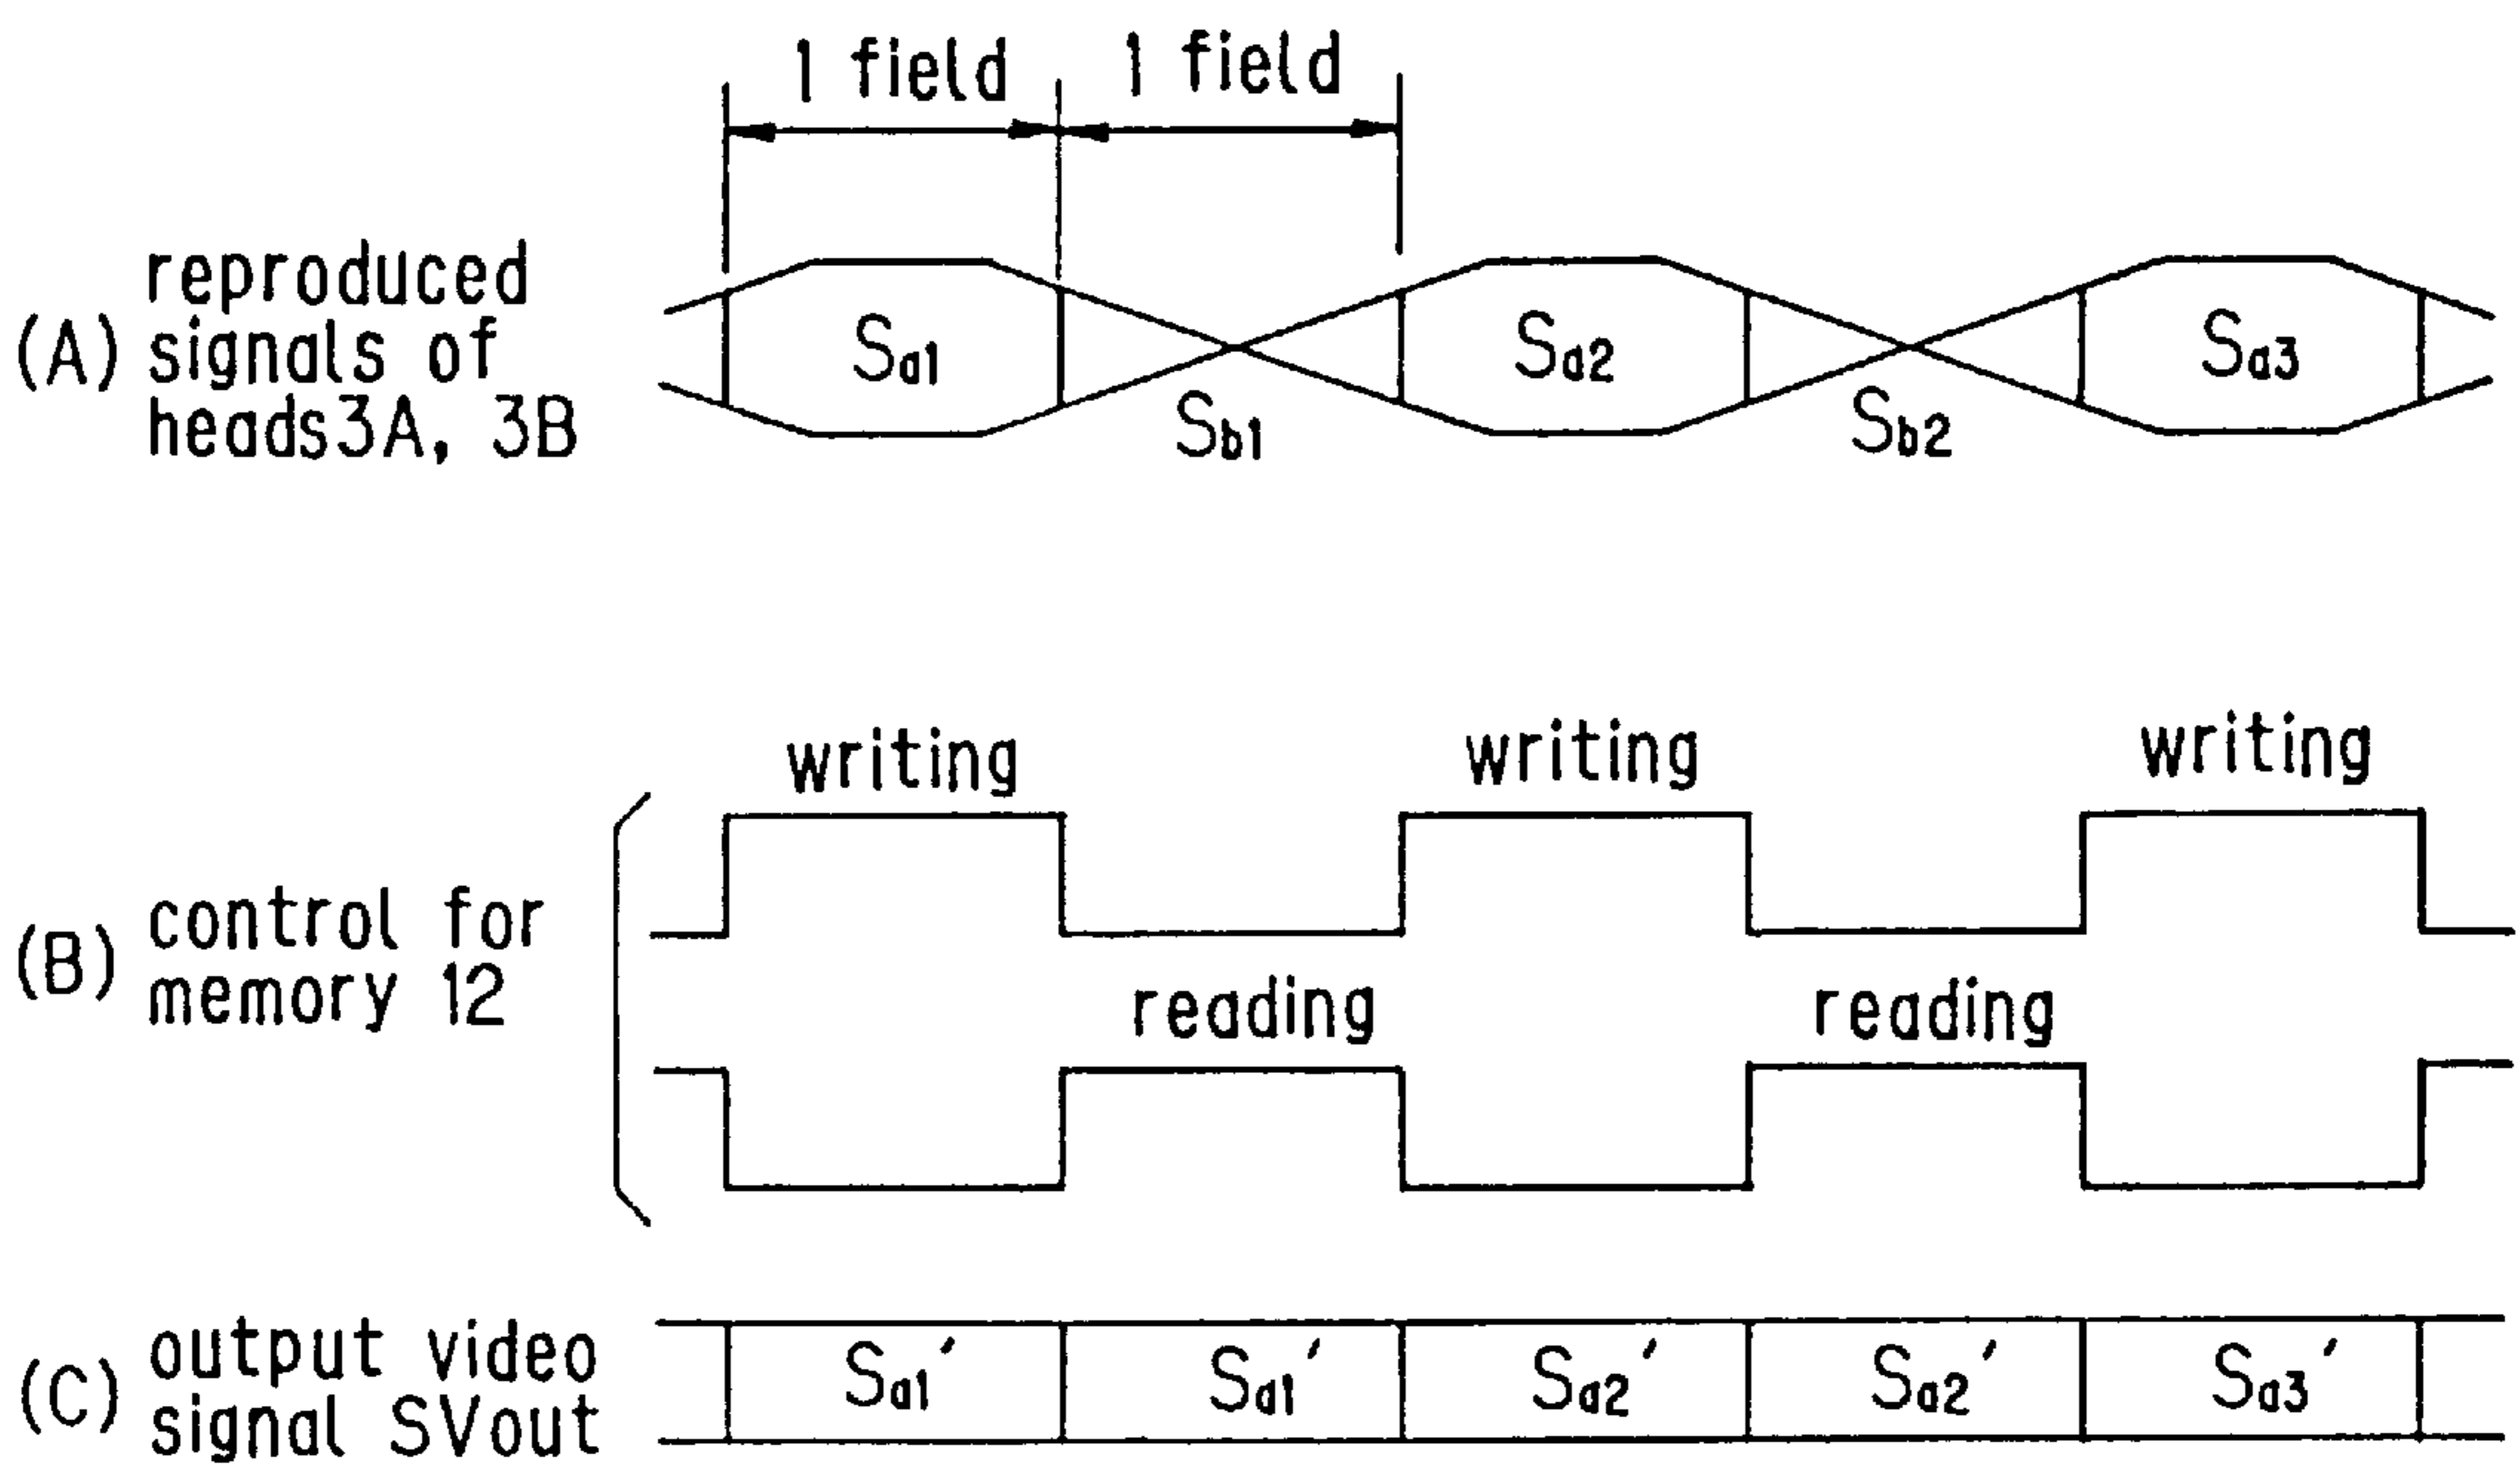 1 field 1 field
(A) reproduced
signals of
heads3A, 3B
Sa1 Sb1 Sa2 Sb2 Sa3
writing writing writing
(B) control for
memory 12
reading reading
(C) output video
signal SVout
Sa1′ Sa1′ Sa2′ Sa2′ Sa3′